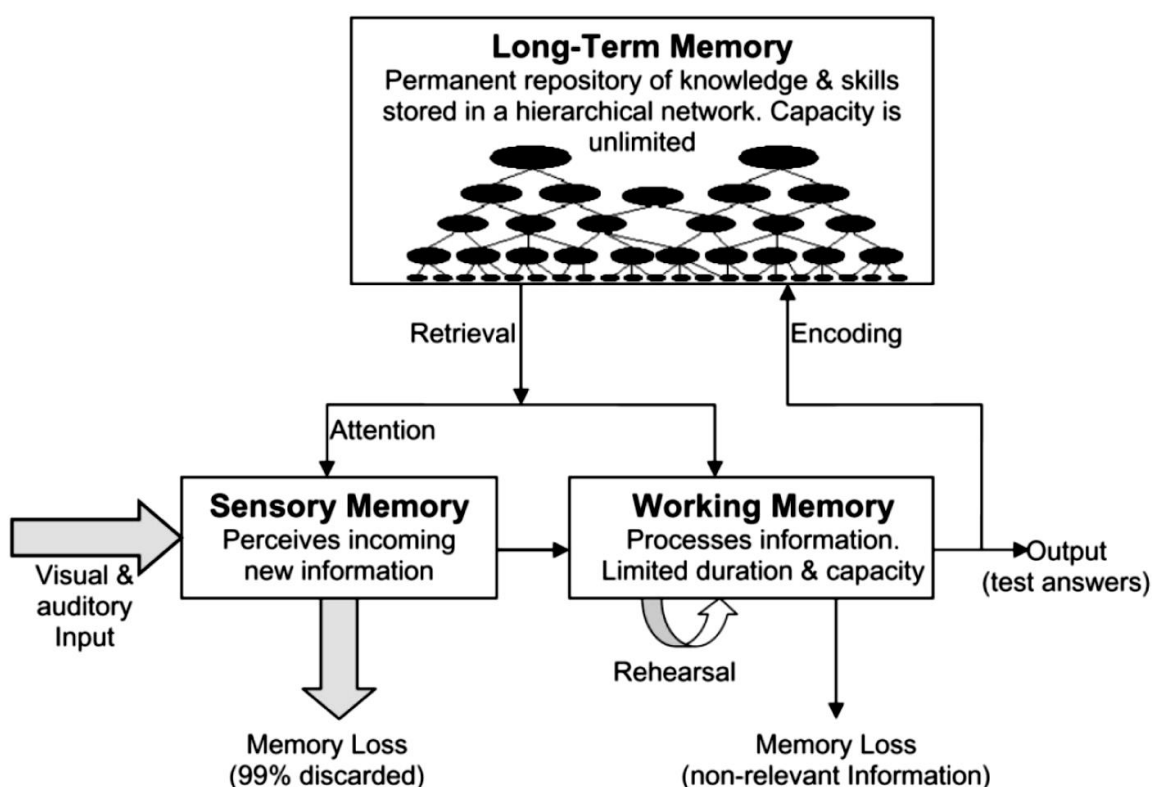 Long-Term Memory
Permanent repository of knowledge & skills
stored in a hierarchical network. Capacity is
unlimited
Retrieval
Encoding
Attention
Sensory Memory
Perceives incoming
new information
Working Memory
Processes information.
Limited duration & capacity
Visual &
auditory
Input
Output
(test answers)
Rehearsal
Memory Loss
(99% discarded)
Memory Loss
(non-relevant Information)